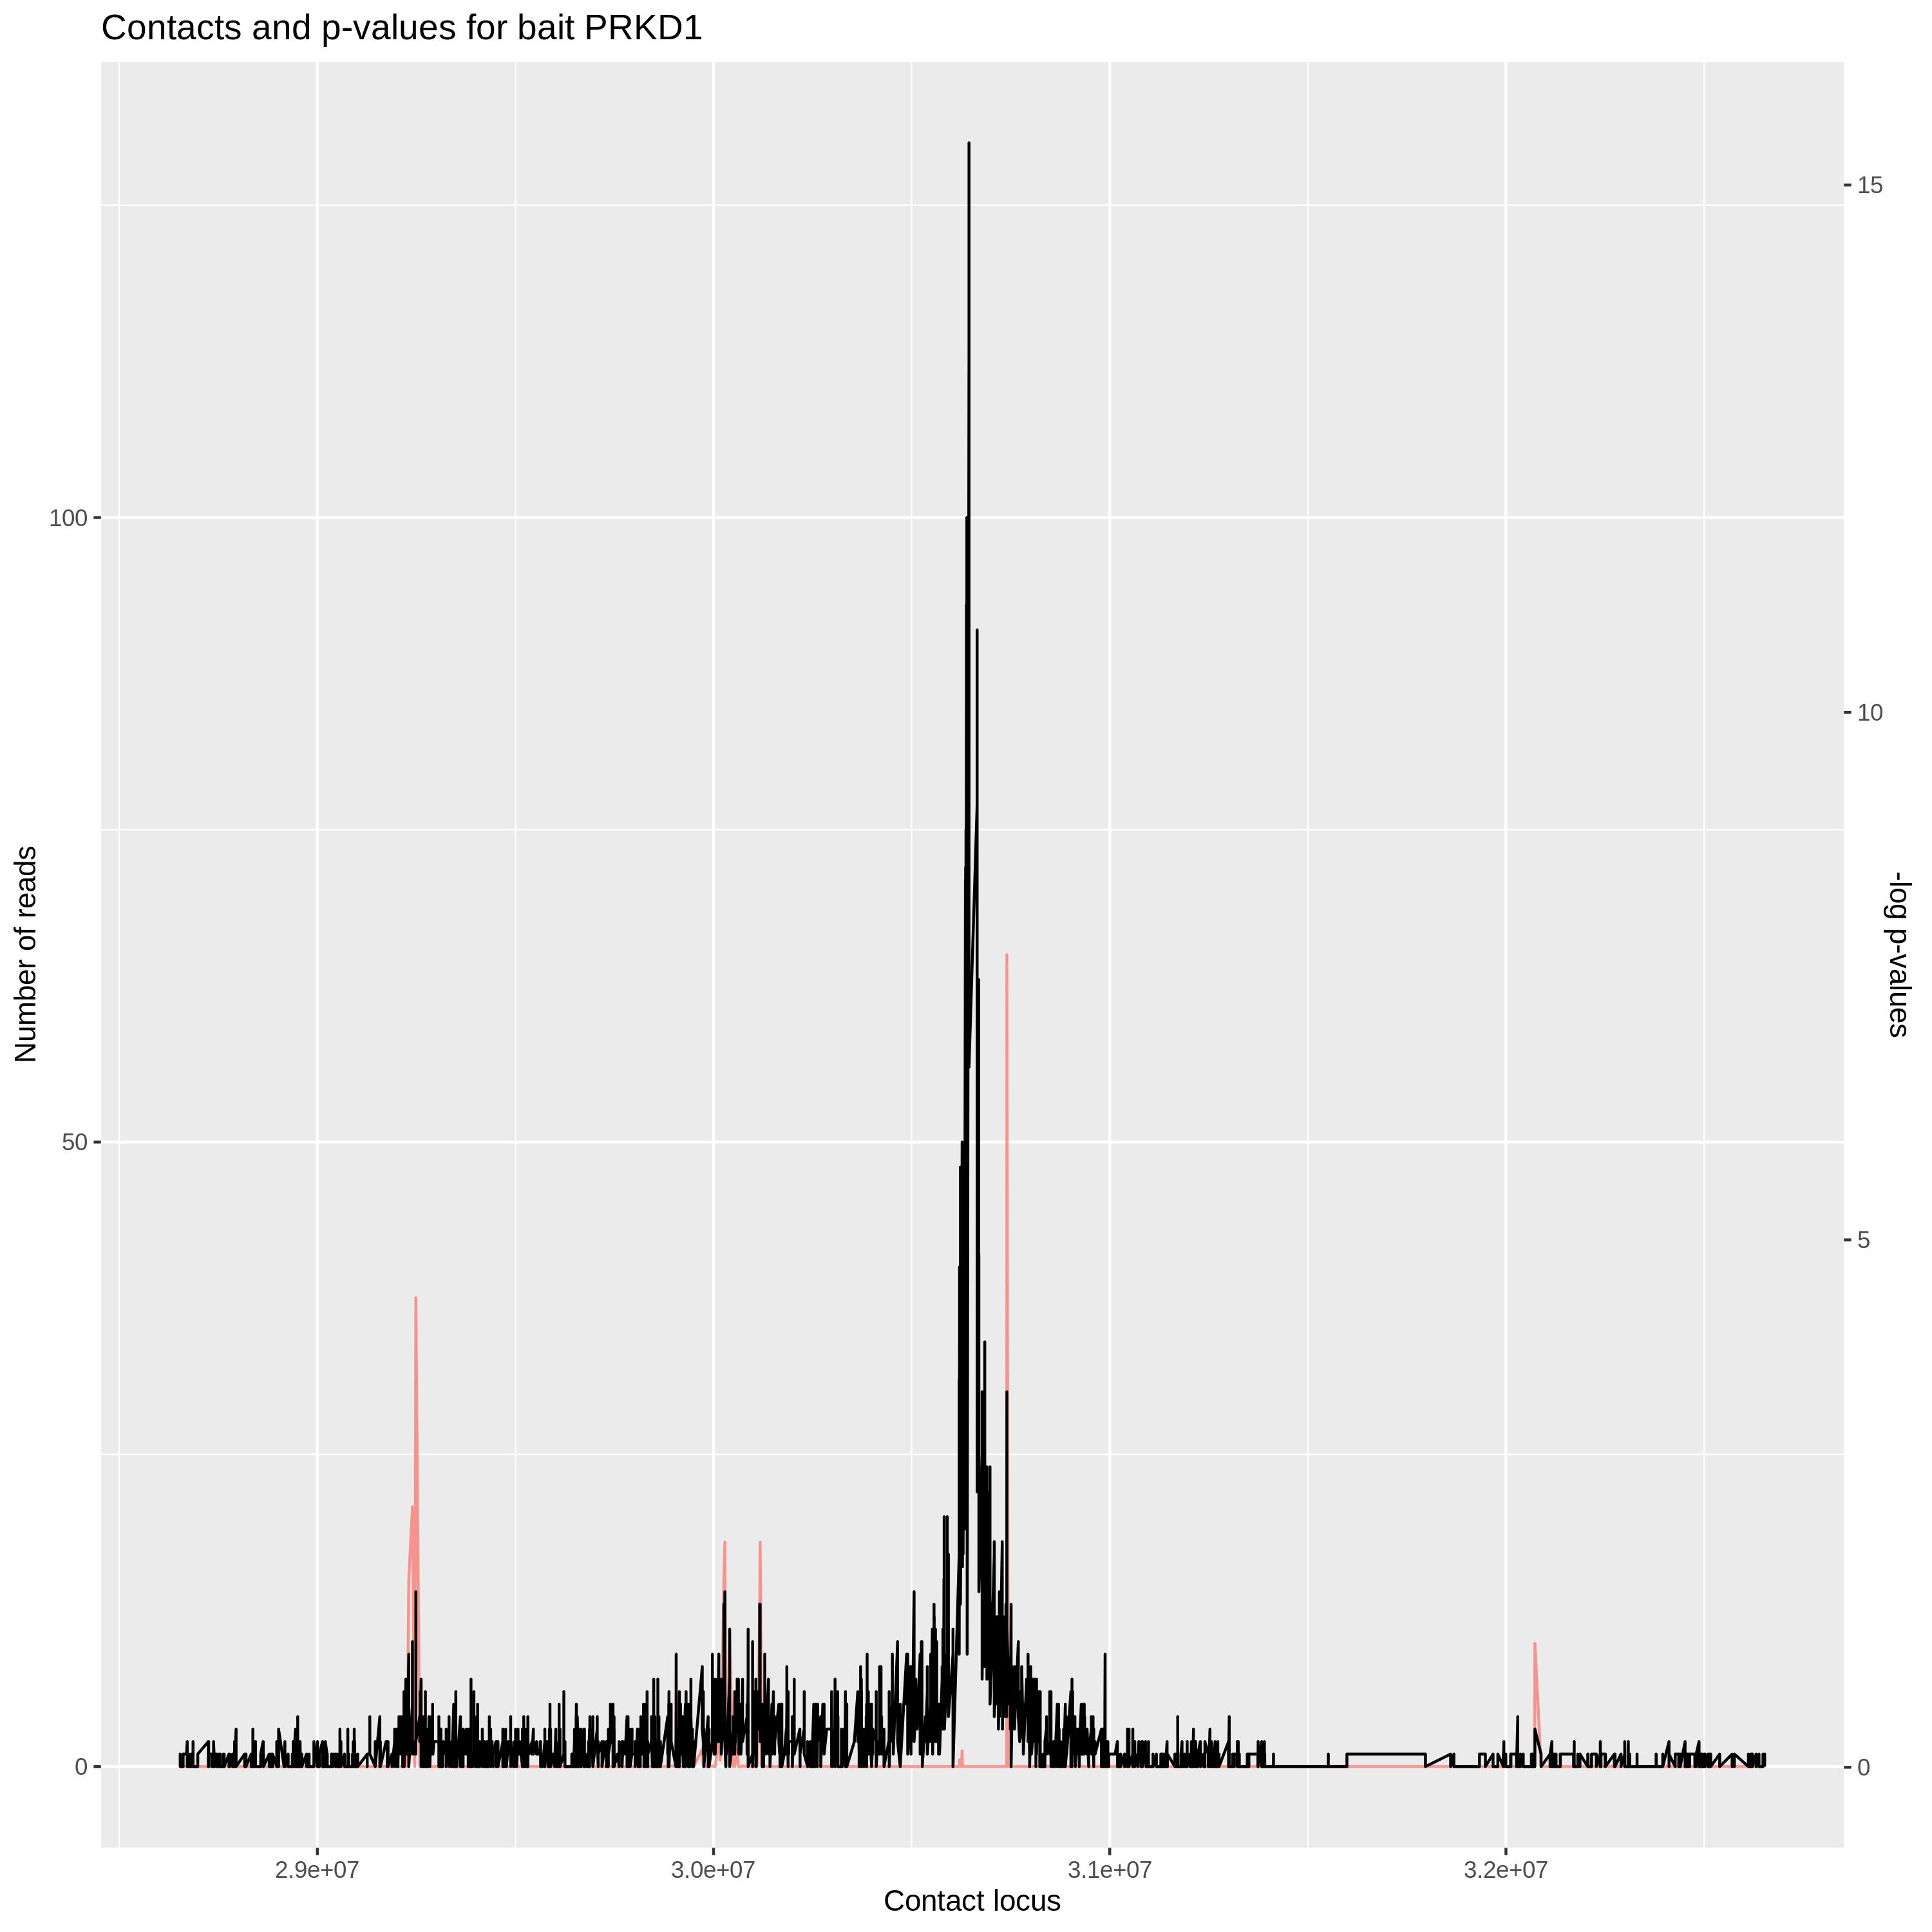 Contacts and p-values for bait PRKD1
15
100
10
Number of reads
-log p-values
50
5
0
0
2.9e+07
3.0e+07
3.1e+07
3.2e+07
Contact locus